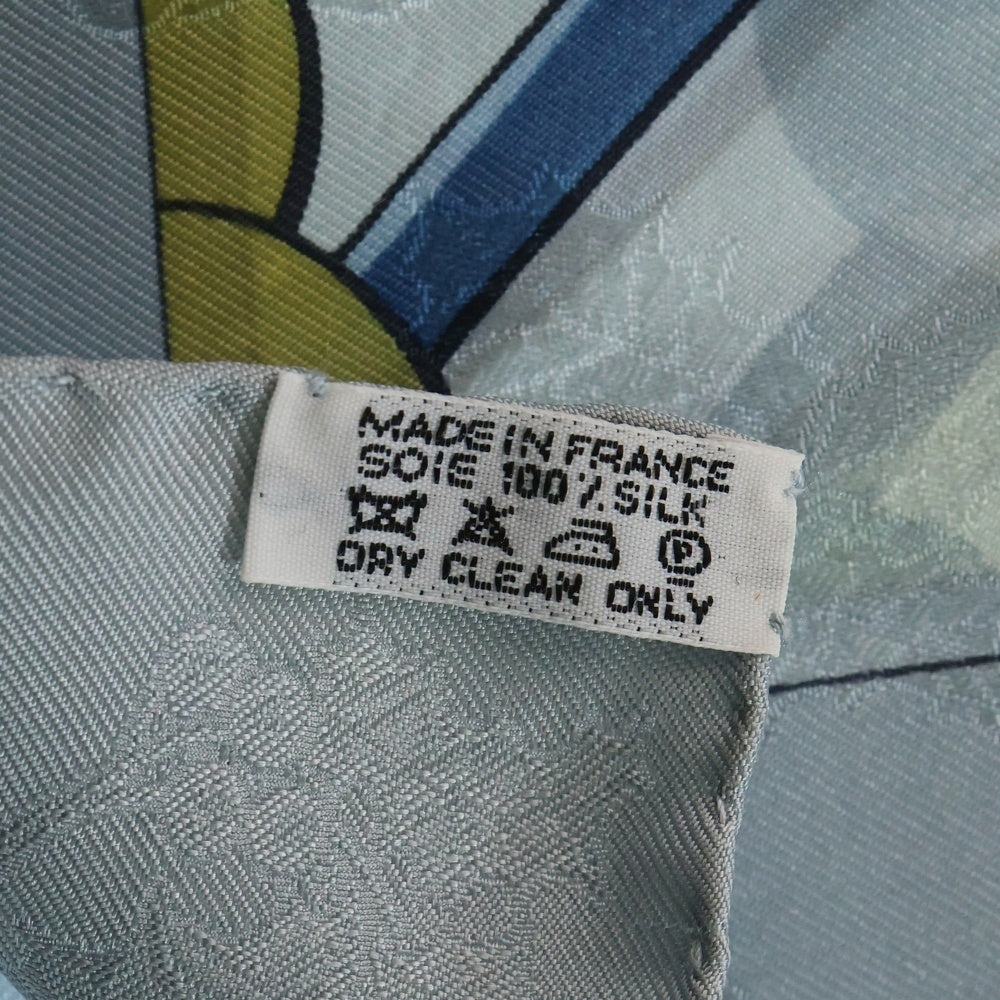 MADE IN FRANCE
SOIE 100% SILK
P
DRY CLEAN ONLY